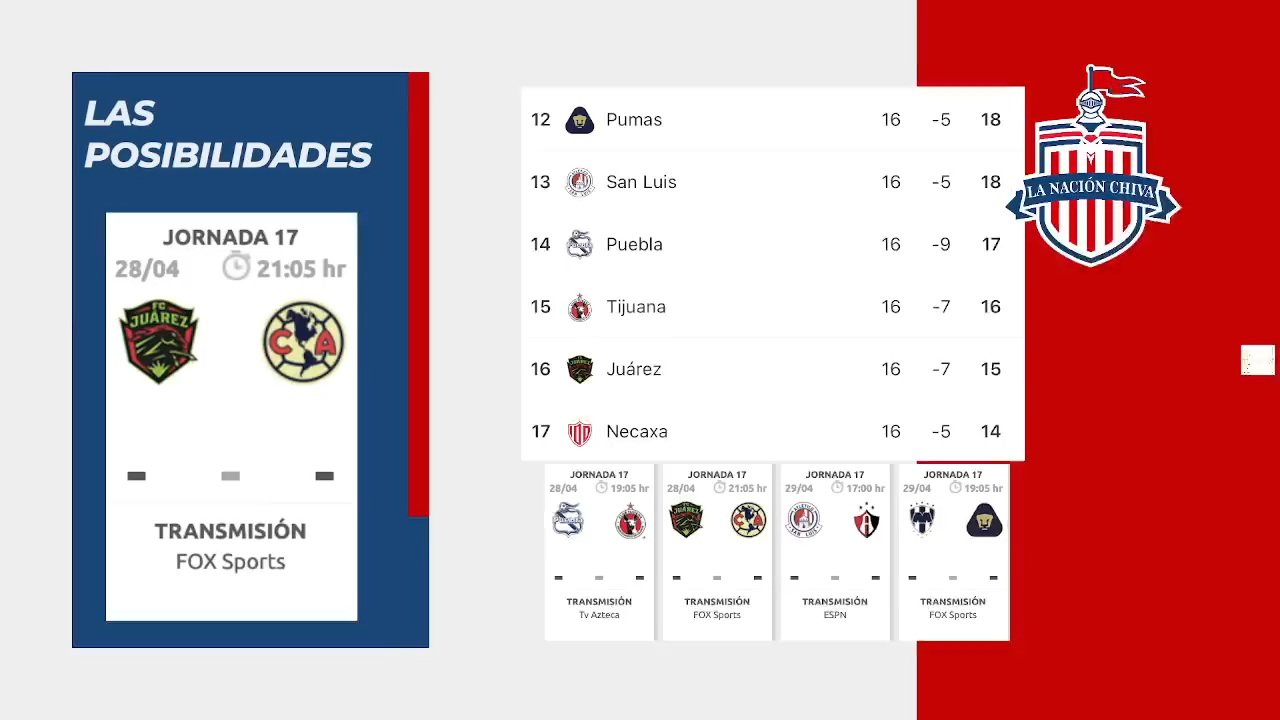 LAS
POSIBILIDADES
JORNADA 17
28/04 21:05 hr
FC
JUÁREZ
C A
TRANSMISIÓN
FOX Sports
12 Pumas 16 -5 18
13 San Luis 16 -5 18
14 Puebla 16 -9 17
15 Tijuana 16 -7 16
16 Juárez 16 -7 15
17 Necaxa 16 -5 14
JORNADA 17
28/04 19:05 hr
TRANSMISIÓN
Tv Azteca
JORNADA 17
28/04 21:05 hr
TRANSMISIÓN
FOX Sports
JORNADA 17
29/04 17:00 hr
TRANSMISIÓN
ESPN
JORNADA 17
29/04 19:05 hr
TRANSMISIÓN
FOX Sports
LA NACIÓN CHIVA